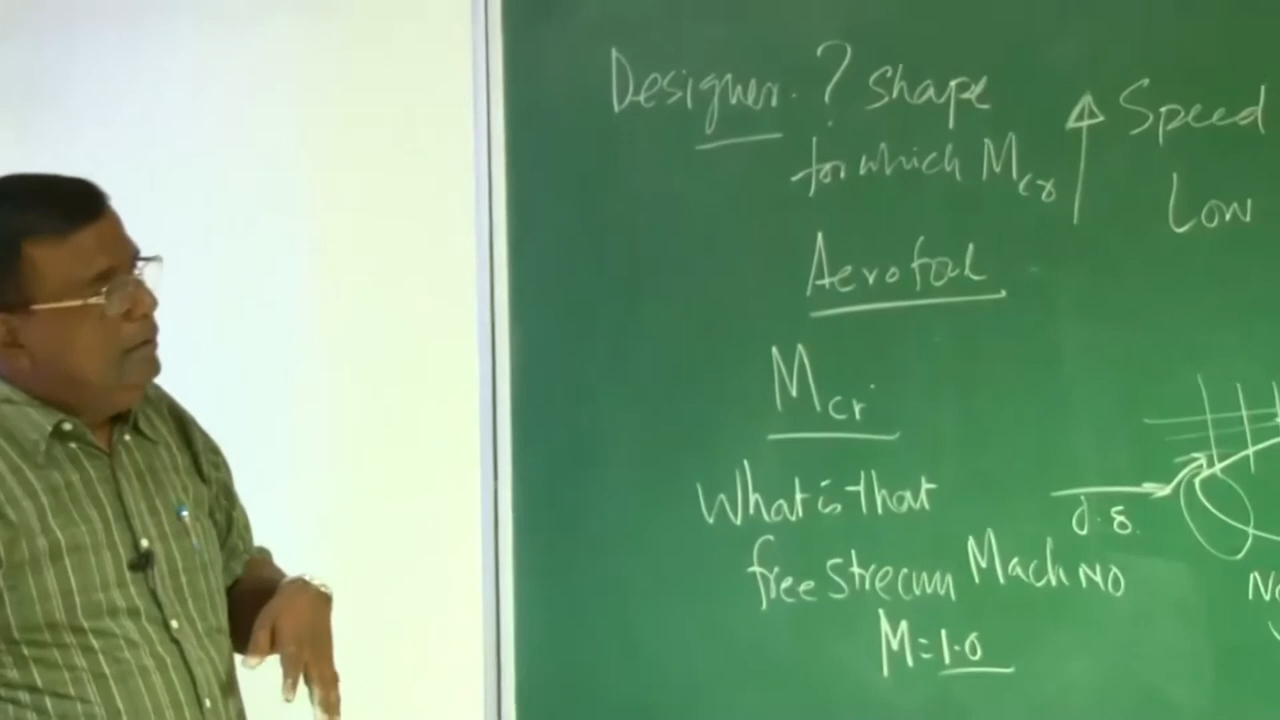 Designer. ? shape
for which Mcr
Speed
Low
Aerofoil
Mcr
What is that
free stream Mach NO
M=1.0
0.8
No